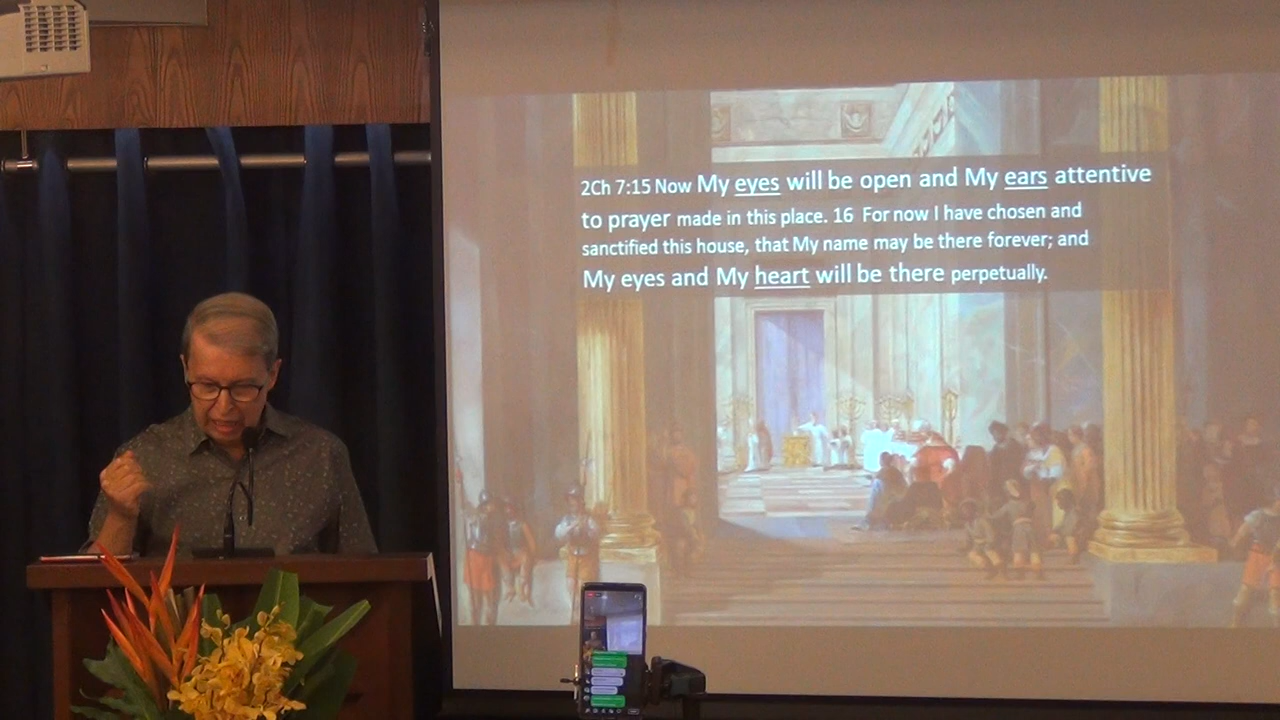 2Ch 7:15 Now My eyes will be open and My ears attentive
to prayer made in this place. 16 For now I have chosen and
sanctified this house, that My name may be there forever; and
My eyes and My heart will be there perpetually.